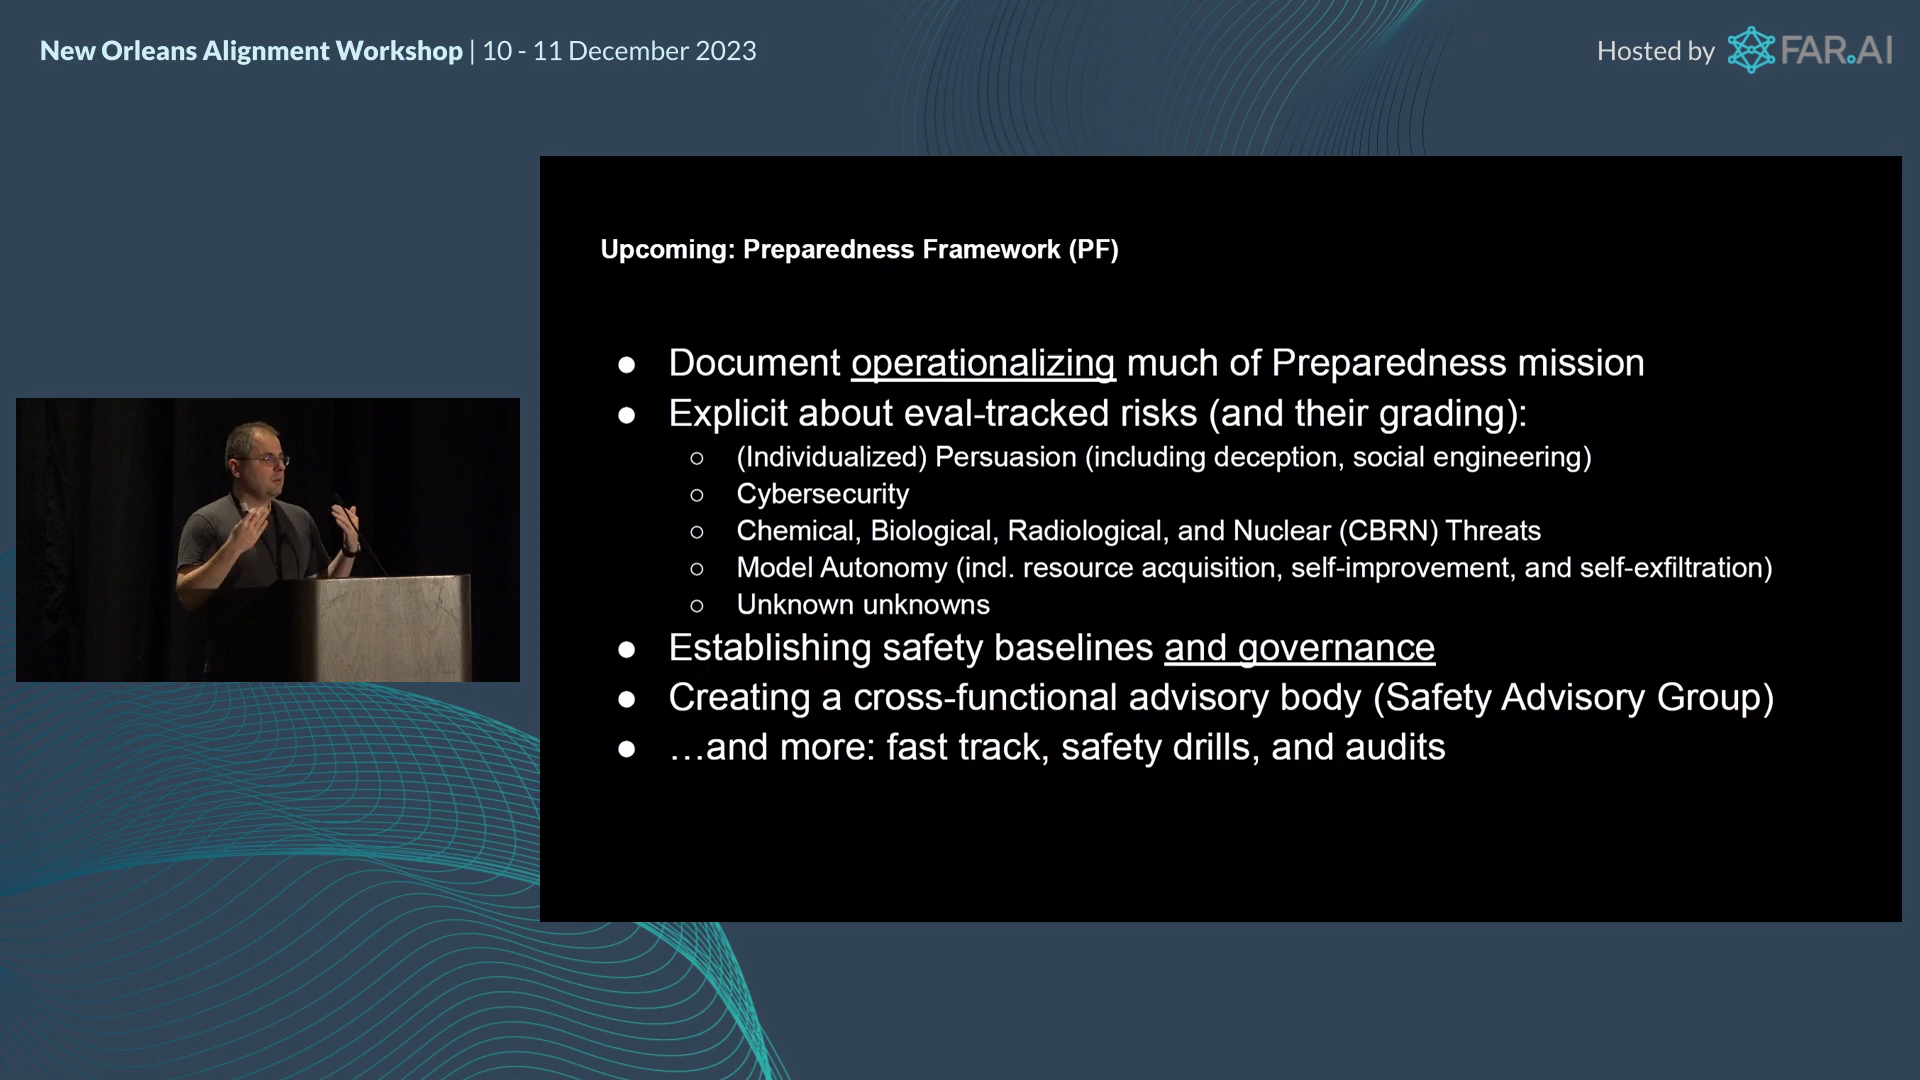 New Orleans Alignment Workshop | 10 - 11 December 2023
Hosted by FAR.AI
Upcoming: Preparedness Framework (PF)
● Document operationalizing much of Preparedness mission
● Explicit about eval-tracked risks (and their grading):
○ (Individualized) Persuasion (including deception, social engineering)
○ Cybersecurity
○ Chemical, Biological, Radiological, and Nuclear (CBRN) Threats
○ Model Autonomy (incl. resource acquisition, self-improvement, and self-exfiltration)
○ Unknown unknowns
● Establishing safety baselines and governance
● Creating a cross-functional advisory body (Safety Advisory Group)
● …and more: fast track, safety drills, and audits